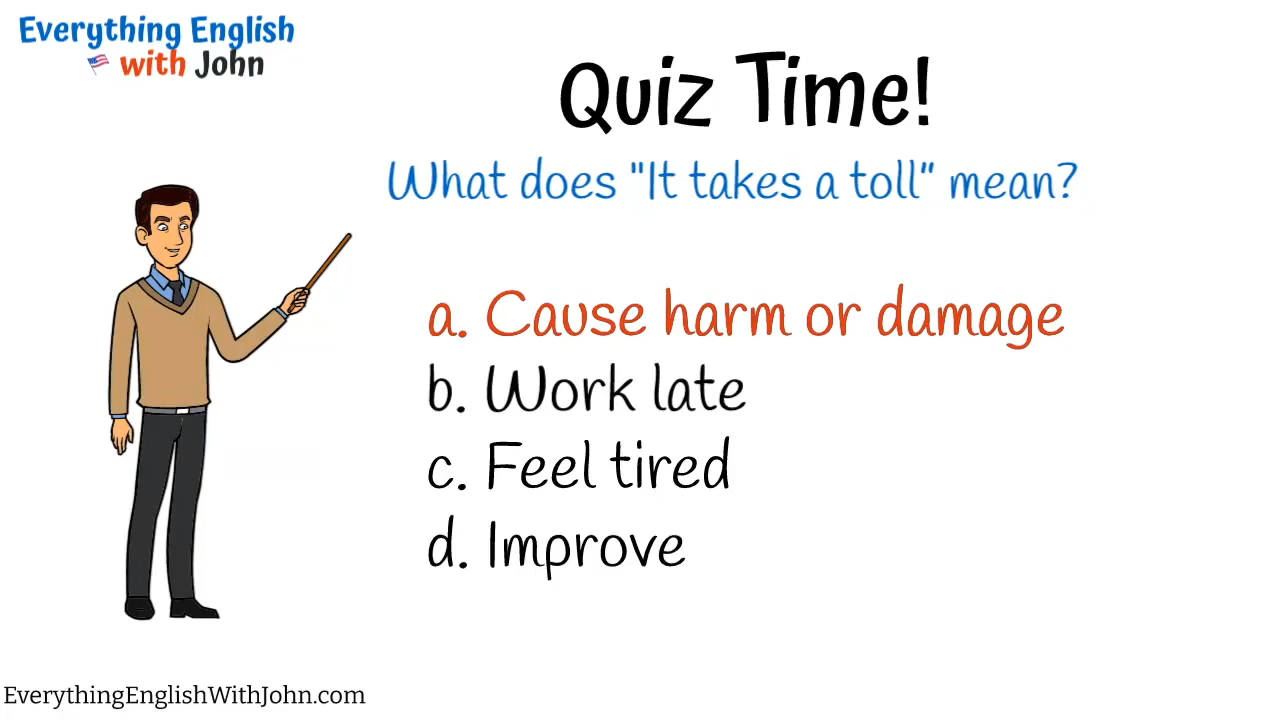 Everything English
with John
Quiz Time!
What does "It takes a toll” mean?
a. Cause harm or damage
b. Work late
c. Feel tired
d. Improve
EverythingEnglishWithJohn.com